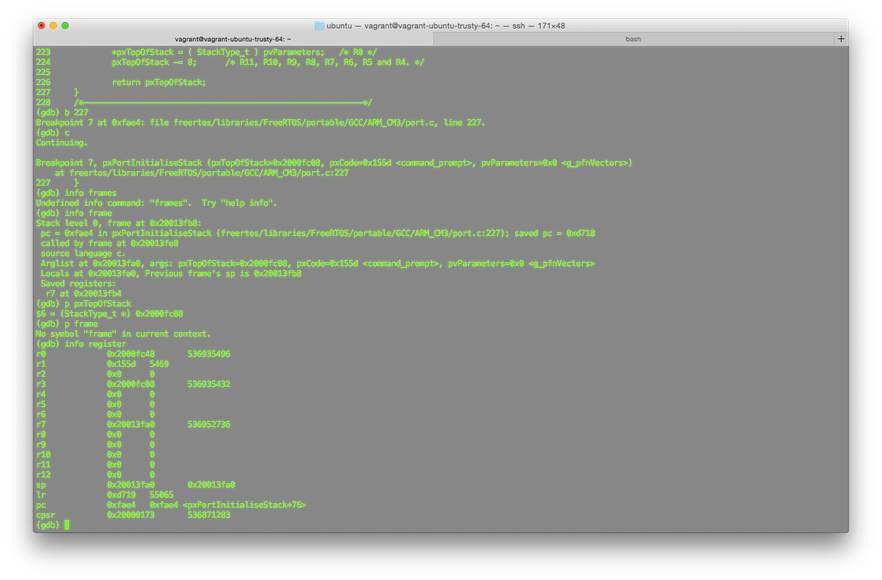 ubuntu — vagrant@vagrant-ubuntu-trusty-64: ~ — ssh — 171×48
vagrant@vagrant-ubuntu-trusty-64: ~
bash
+
223 *pxTopOfStack = ( StackType_t ) pvParameters; /* R0 */
224 pxTopOfStack -= 8; /* R11, R10, R9, R8, R7, R6, R5 and R4. */
225
226 return pxTopOfStack;
227 }
228 /*-----------------------------------------------------------*/
(gdb) b 227
Breakpoint 7 at 0xfae4: file freertos/libraries/FreeRTOS/portable/GCC/ARM_CM3/port.c, line 227.
(gdb) c
Continuing.
Breakpoint 7, pxPortInitialiseStack (pxTopOfStack=0x2000fc08, pxCode=0x155d <command_prompt>, pvParameters=0x0 <g_pfnVectors>)
at freertos/libraries/FreeRTOS/portable/GCC/ARM_CM3/port.c:227
227 }
(gdb) info frames
Undefined info command: "frames". Try "help info".
(gdb) info frame
Stack level 0, frame at 0x20013fb8:
pc = 0xfae4 in pxPortInitialiseStack (freertos/libraries/FreeRTOS/portable/GCC/ARM_CM3/port.c:227); saved pc = 0xd718
called by frame at 0x20013fe8
source language c.
Arglist at 0x20013fa0, args: pxTopOfStack=0x2000fc08, pxCode=0x155d <command_prompt>, pvParameters=0x0 <g_pfnVectors>
Locals at 0x20013fa0, Previous frame's sp is 0x20013fb8
Saved registers:
r7 at 0x20013fb4
(gdb) p pxTopOfStack
$6 = (StackType_t *) 0x2000fc08
(gdb) p frame
No symbol "frame" in current context.
(gdb) info register
r0 0x2000fc48 536935496
r1 0x155d 5469
r2 0x0 0
r3 0x2000fc08 536935432
r4 0x0 0
r5 0x0 0
r6 0x0 0
r7 0x20013fa0 536952736
r8 0x0 0
r9 0x0 0
r10 0x0 0
r11 0x0 0
r12 0x0 0
sp 0x20013fa0 0x20013fa0
lr 0xd719 55065
pc 0xfae4 0xfae4 <pxPortInitialiseStack+76>
cpsr 0x20000173 536871283
(gdb)